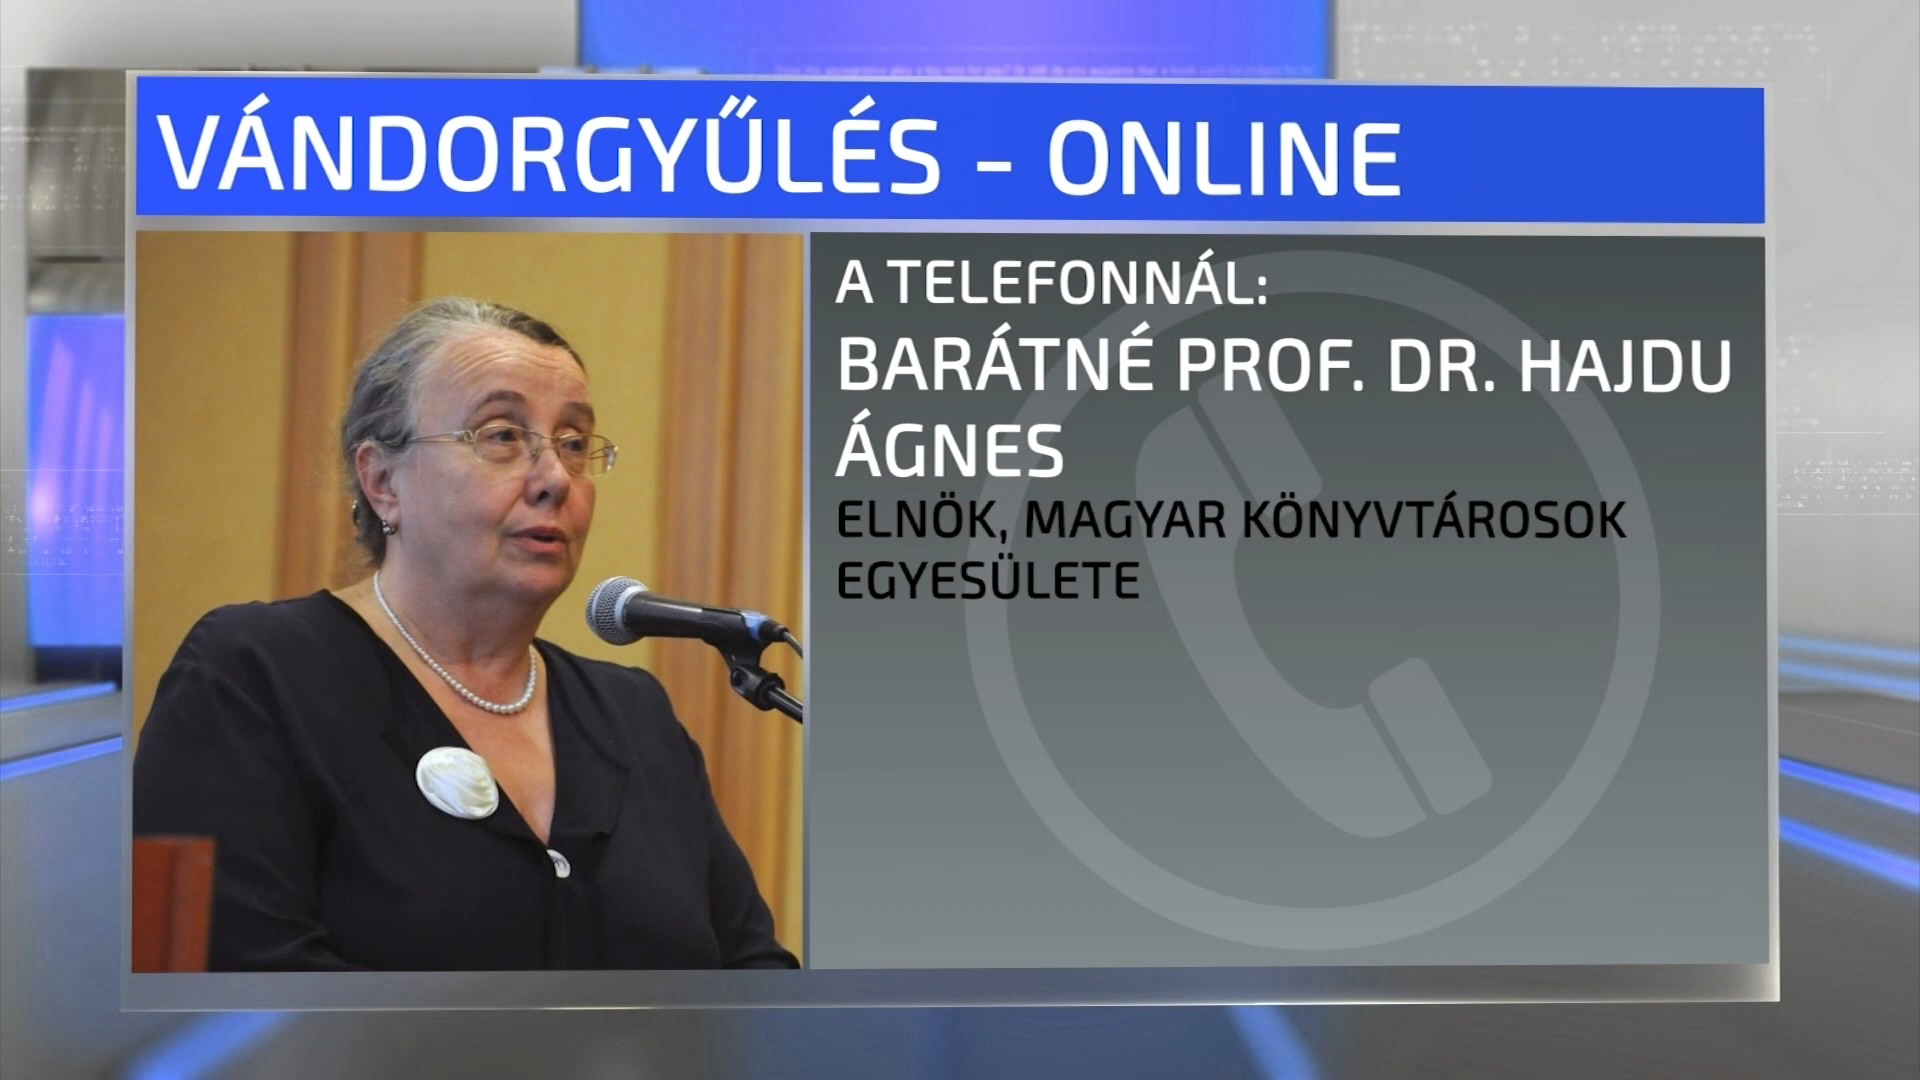 VÁNDORGYŰLÉS - ONLINE
A TELEFONNÁL:
BARÁTNÉ PROF. DR. HAJDU
ÁGNES
ELNÖK, MAGYAR KÖNYVTÁROSOK
EGYESÜLETE